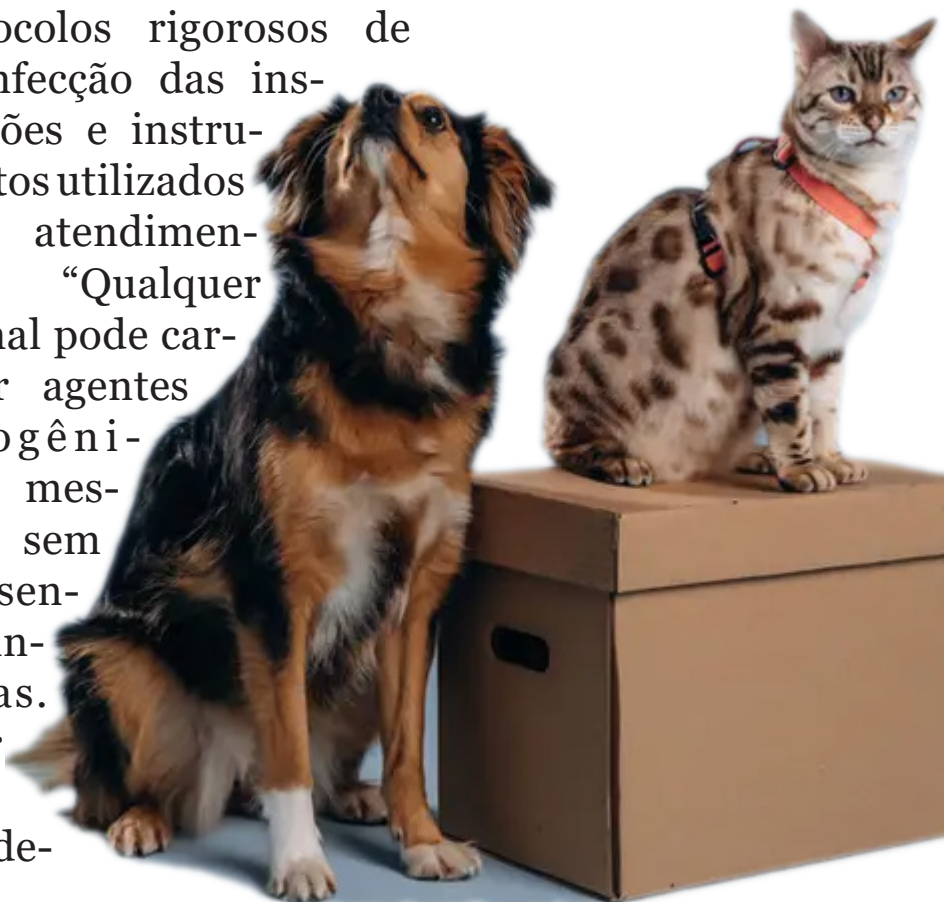 ocolos rigorosos de
nfecção das ins-
ões e instru-
tos utilizados
atendimen-
“Qualquer
nal pode car-
r agentes
ogêni-
mes-
sem
sen-
in-
as.
de-